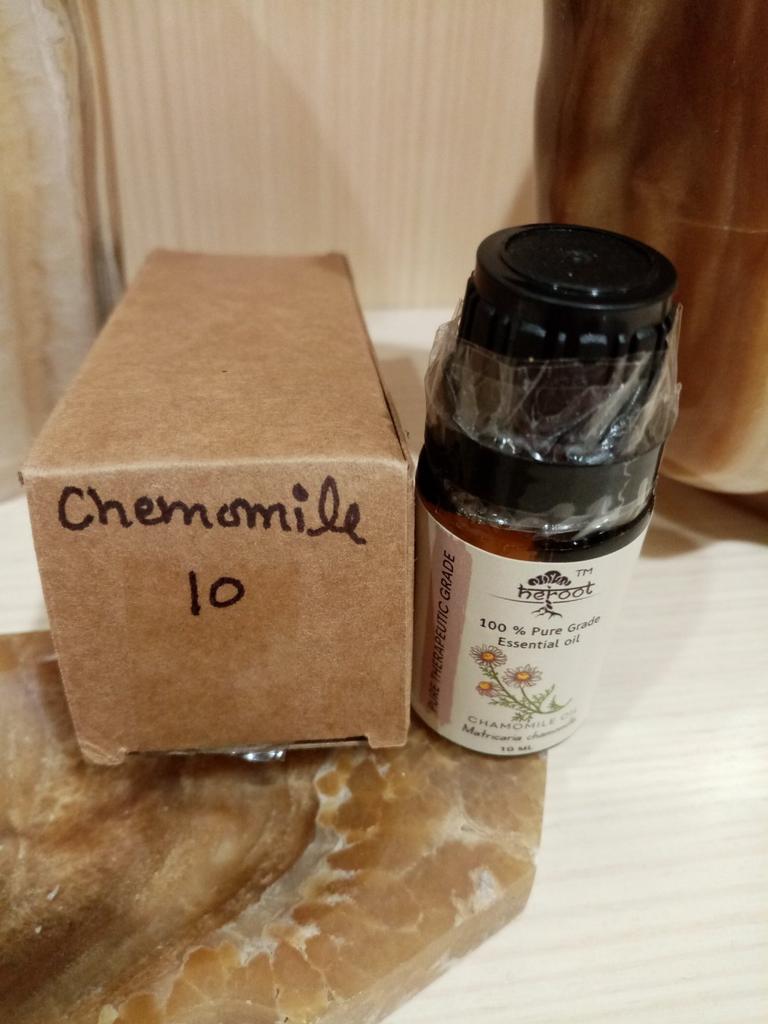 Chemomile
10
PURE THERAPEUTIC GRADE
heroot TM
100 % Pure Grade
Essential oil
CHAMOMILE OIL
Matricaria chamomilla
10 ML